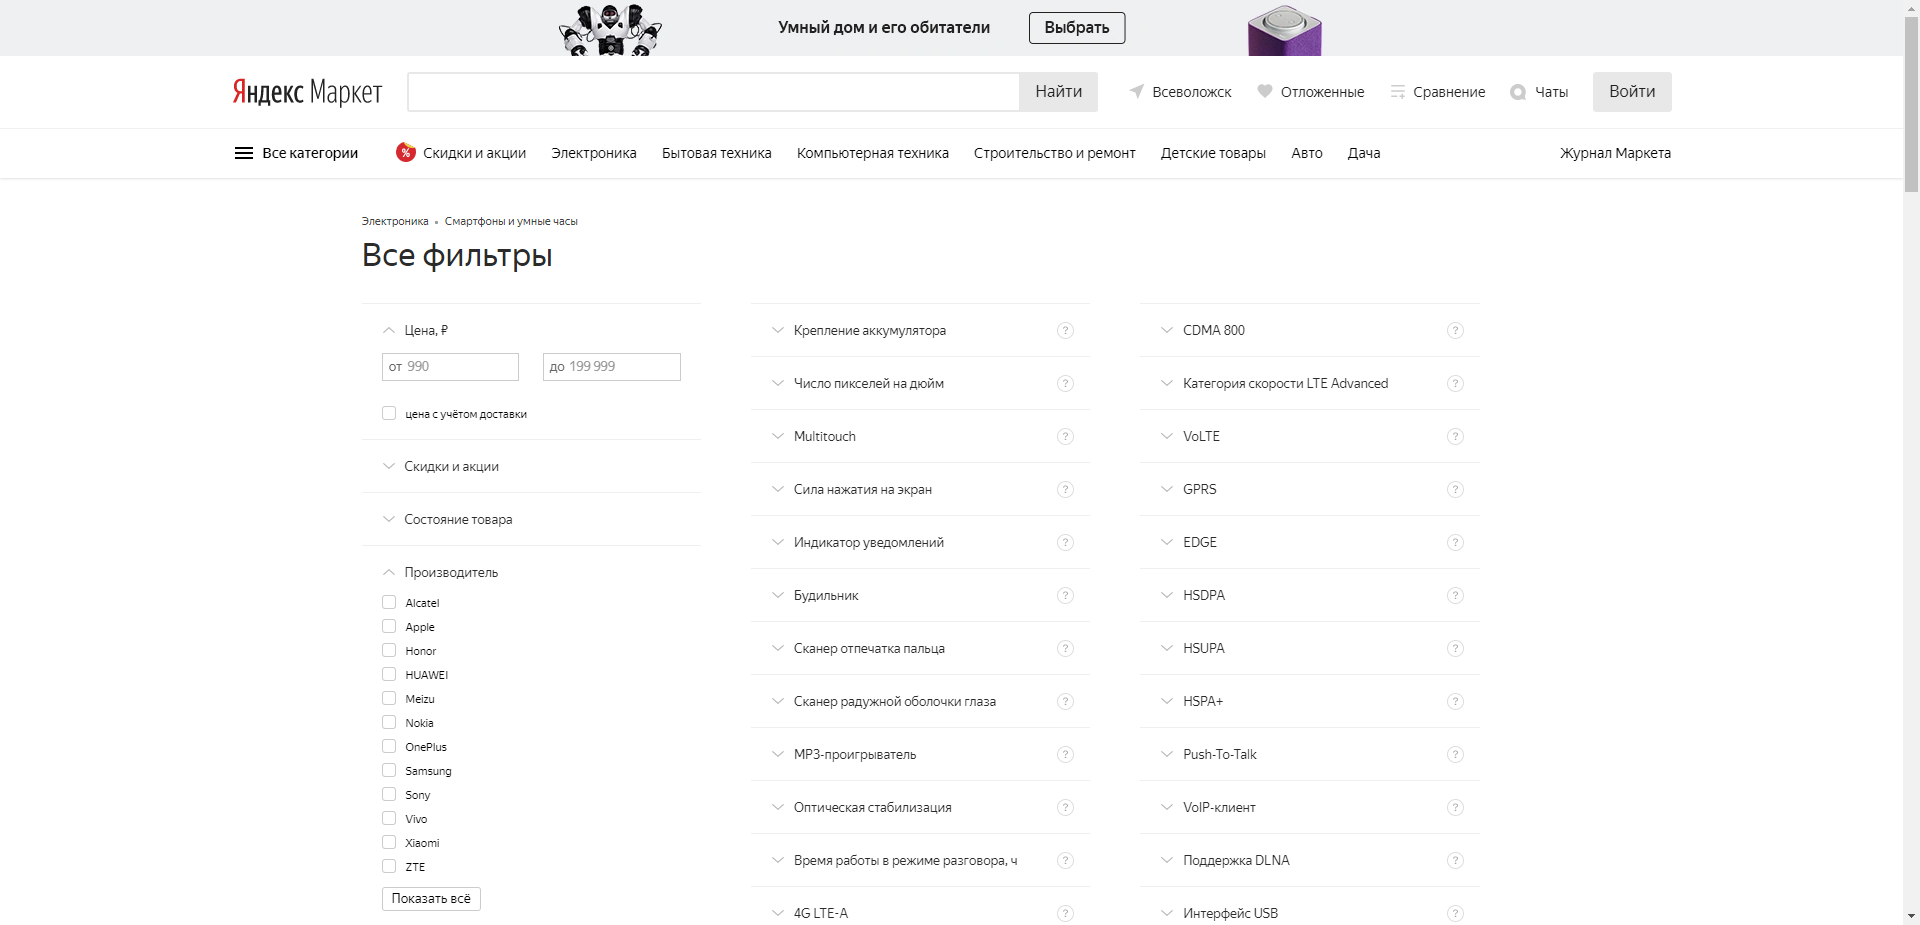 Умный дом и его обитатели
Выбрать
Яндекс Маркет
Найти
Всеволожск
Отложенные
Сравнение
Чаты
Войти
Все категории
% Скидки и акции
Электроника
Бытовая техника
Компьютерная техника
Строительство и ремонт
Детские товары
Авто
Дача
Журнал Маркета
Электроника • Смартфоны и умные часы
Все фильтры
Цена, ₽
от 990
до 199 999
цена с учётом доставки
Скидки и акции
Состояние товара
Производитель
Alcatel
Apple
Honor
HUAWEI
Meizu
Nokia
OnePlus
Samsung
Sony
Vivo
Xiaomi
ZTE
Показать всё
Крепление аккумулятора ?
Число пикселей на дюйм ?
Multitouch ?
Сила нажатия на экран ?
Индикатор уведомлений ?
Будильник ?
Сканер отпечатка пальца ?
Сканер радужной оболочки глаза ?
MP3-проигрыватель ?
Оптическая стабилизация ?
Время работы в режиме разговора, ч ?
4G LTE-A ?
CDMA 800 ?
Категория скорости LTE Advanced ?
VoLTE ?
GPRS ?
EDGE ?
HSDPA ?
HSUPA ?
HSPA+ ?
Push-To-Talk ?
VoIP-клиент ?
Поддержка DLNA ?
Интерфейс USB ?